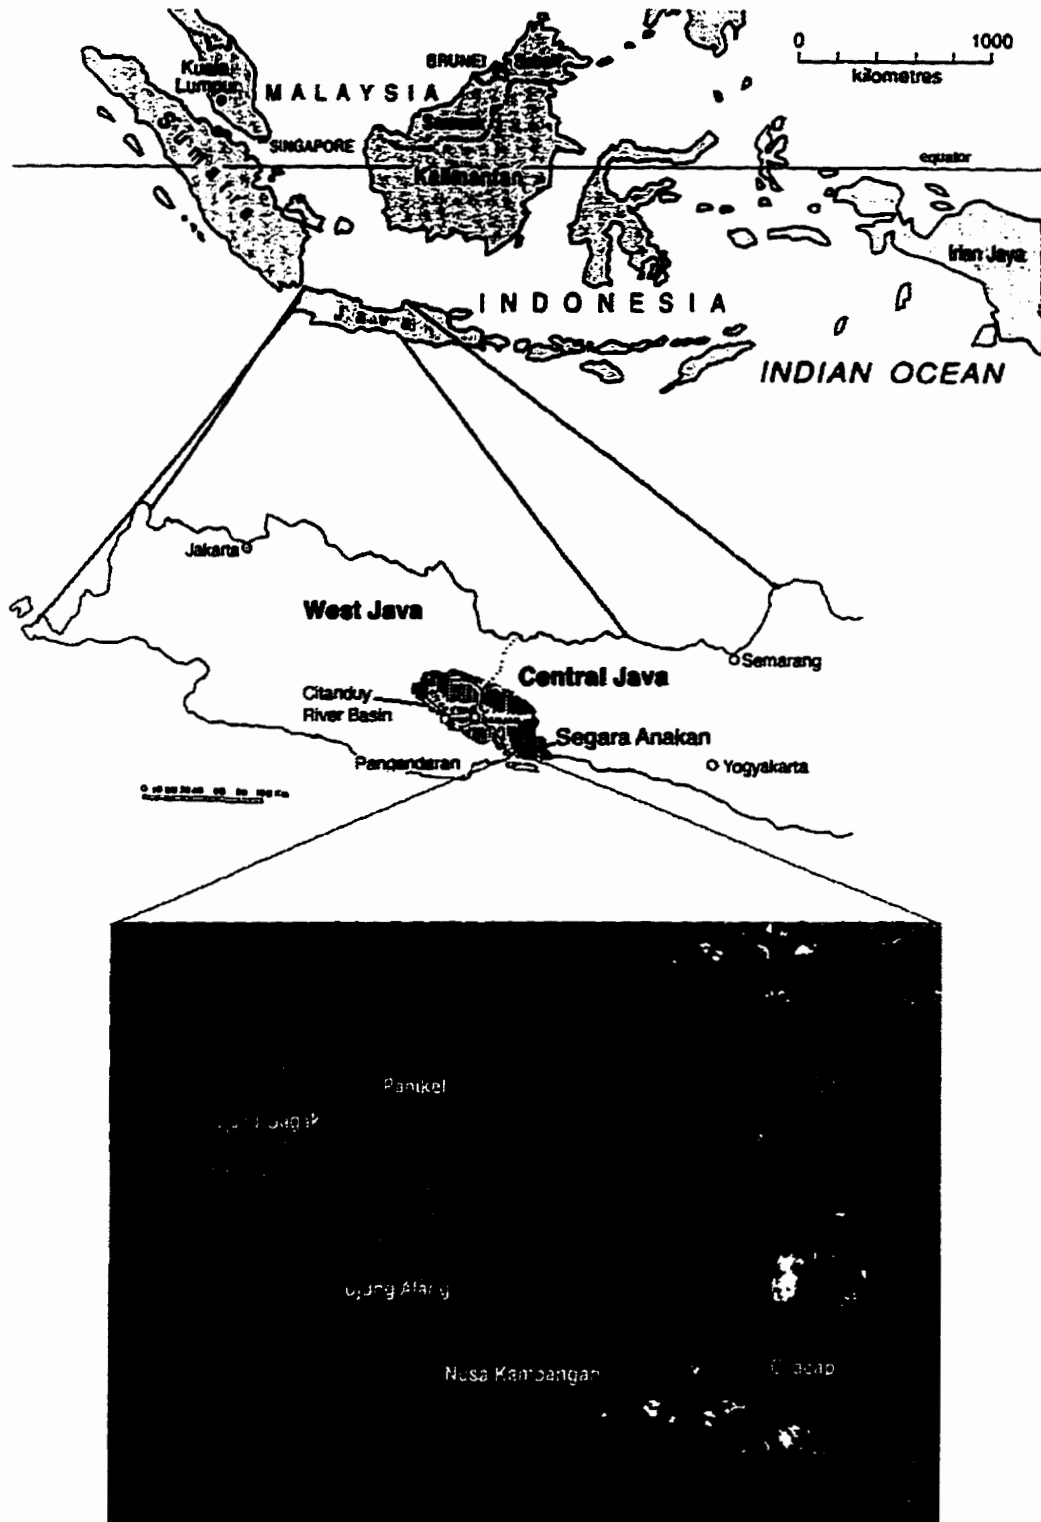 0 1000
kilometres
BRUNEI
Kuala
Lumpur
MALAYSIA
SINGAPORE
Kalimantan
equator
Irian Jaya
INDONESIA
INDIAN OCEAN
Jakarta
West Java
Semarang
Central Java
Citanduy
River Basin
Segara Anakan
Pangandaran
Yogyakarta
Panikel
Gagak
Ujung Alang
Nusa Kambangan